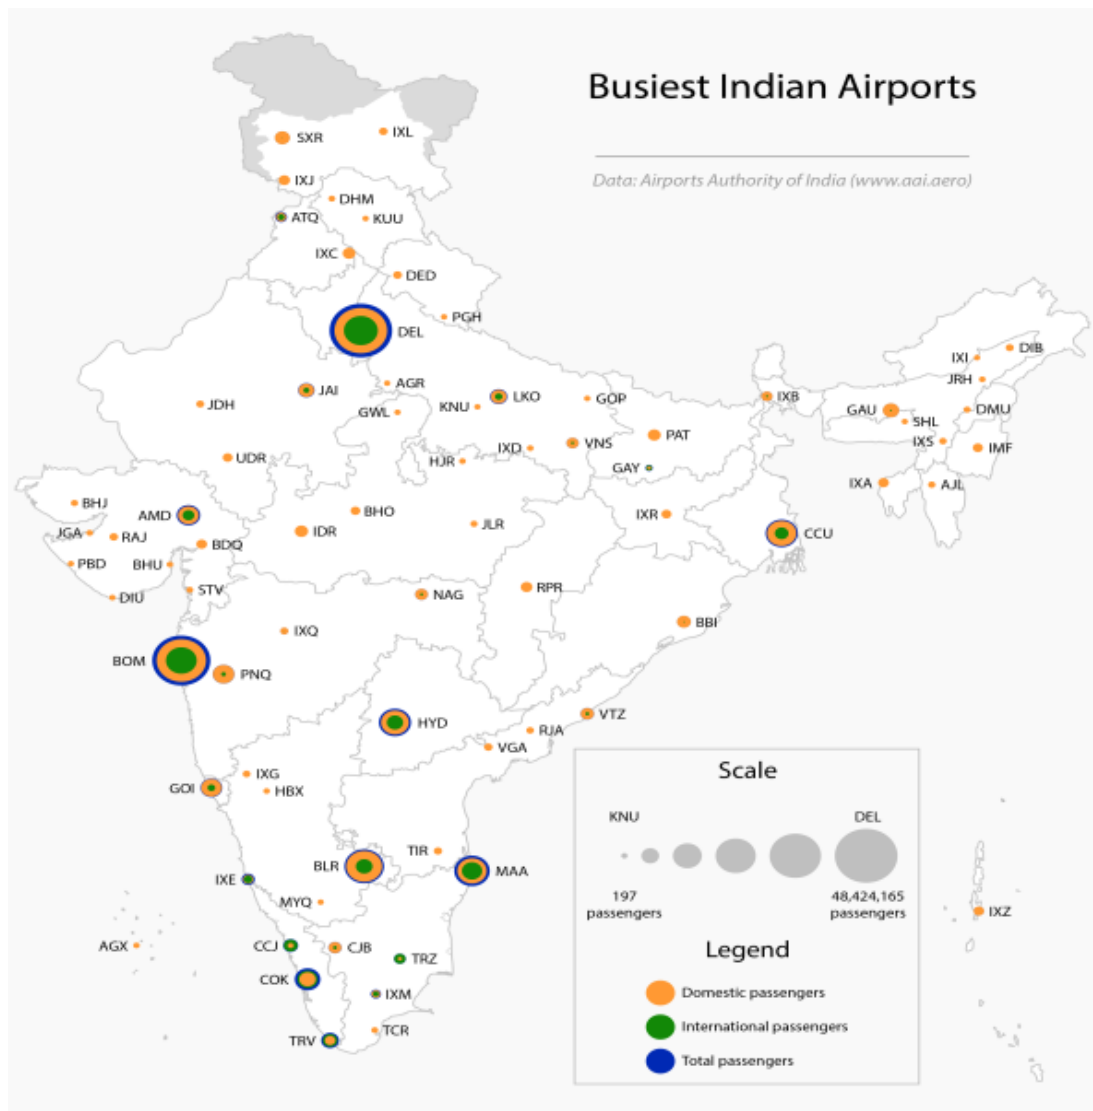 Busiest Indian Airports
Data: Airports Authority of India (www.aai.aero)
SXR
IXL
IXJ
DHM
ATQ
KUU
IXC
DED
PGH
DEL
DIB
IXI
JRH
AGR
JAI
LKO
GOP
IXB
JDH
KNU
GWL
GAU
DMU
SHL
PAT
VNS
IXS
IXD
IMF
UDR
HJR
GAY
IXA
AJL
BHJ
AMD
BHO
IXR
JLR
JGA
RAJ
IDR
CCU
BDQ
PBD
BHU
STV
DIU
NAG
RPR
BBI
IXQ
BOM
PNQ
HYD
VTZ
RJA
VGA
IXG
GOI
HBX
TIR
BLR
MAA
IXE
MYQ
IXZ
AGX
CCJ
CJB
TRZ
COK
IXM
TCR
TRV
Scale
KNU
DEL
197
passengers
48,424,165
passengers
Legend
Domestic passengers
International passengers
Total passengers